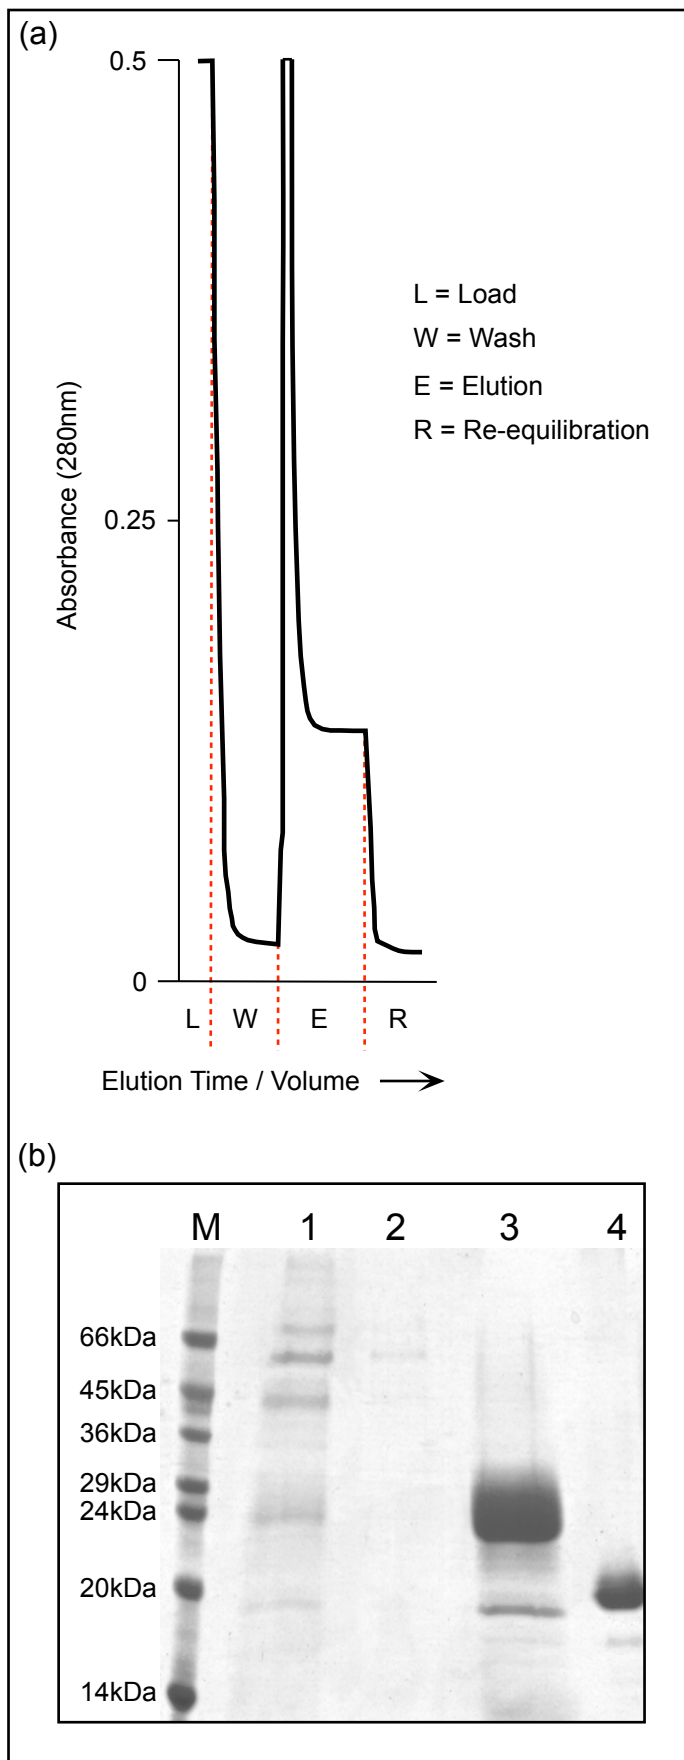 (a)
0.5
L = Load
W = Wash
E = Elution
R = Re-equilibration
Absorbance (280nm)
0.25
0
L W E R
Elution Time / Volume
(b)
M 1 2 3 4
66kDa
45kDa
36kDa
29kDa
24kDa
20kDa
14kDa